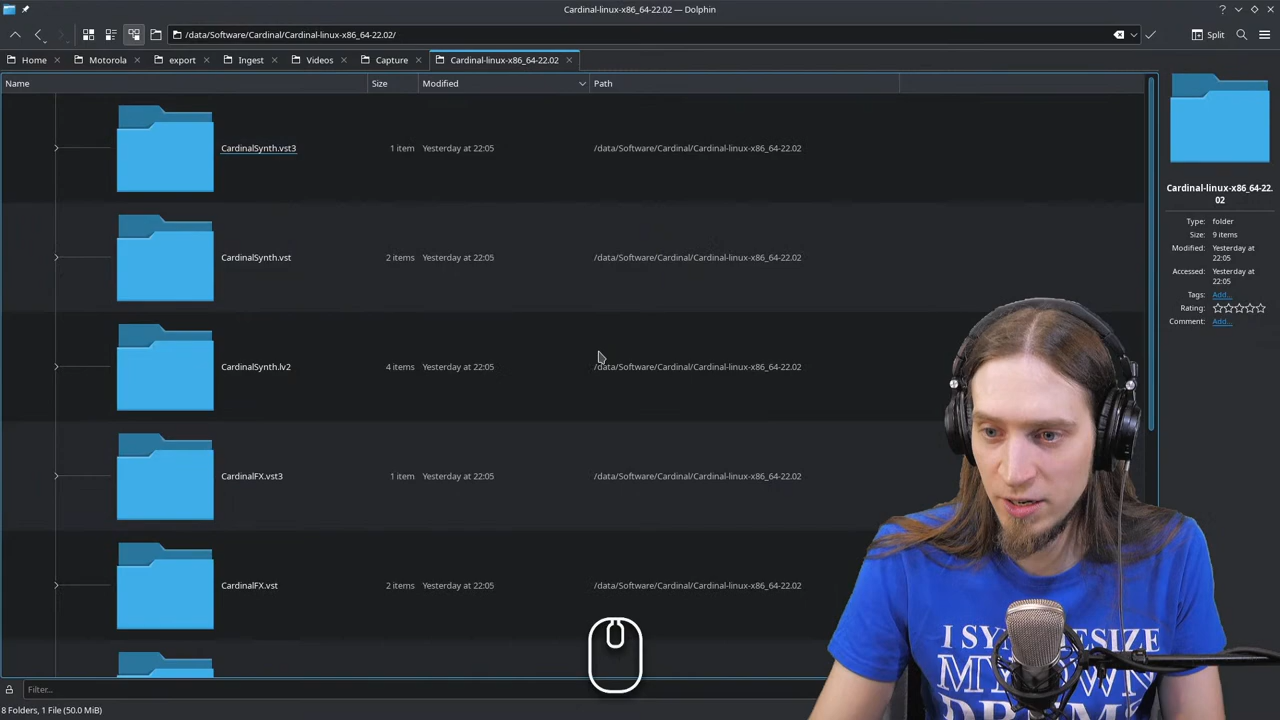 Cardinal-linux-x86_64-22.02 — Dolphin
/data/Software/Cardinal/Cardinal-linux-x86_64-22.02/
Split
Home
Motorola
export
Ingest
Videos
Capture
Cardinal-linux-x86_64-22.02
Name Size Modified Path
CardinalSynth.vst3 1 item Yesterday at 22:05 /data/Software/Cardinal/Cardinal-linux-x86_64-22.02
CardinalSynth.vst 2 items Yesterday at 22:05 /data/Software/Cardinal/Cardinal-linux-x86_64-22.02
CardinalSynth.lv2 4 items Yesterday at 22:05 /data/Software/Cardinal/Cardinal-linux-x86_64-22.02
CardinalFX.vst3 1 item Yesterday at 22:05 /data/Software/Cardinal/Cardinal-linux-x86_64-22.02
CardinalFX.vst 2 items Yesterday at 22:05 /data/Software/Cardinal/Cardinal-linux-x86_64-22.02
Cardinal-linux-x86_64-22.
02
Type: folder
Size: 9 items
Modified: Yesterday at
22:05
Accessed: Yesterday at
22:05
Tags: Add...
Rating:
Comment: Add...
Filter...
8 Folders, 1 File (50.0 MiB)
I SYNTHESIZE
MY OWN
DREAMS